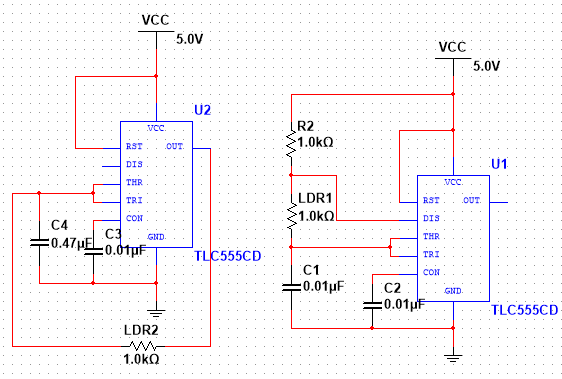 VCC
5.0V
U2
VCC
RST
OUT
DIS
THR
TRI
CON
GND
TLC555CD
C4
0.47µF
C3
0.01µF
LDR2
1.0kΩ
VCC
5.0V
R2
1.0kΩ
LDR1
1.0kΩ
U1
VCC
RST
OUT
DIS
THR
TRI
CON
GND
TLC555CD
C1
0.01µF
C2
0.01µF